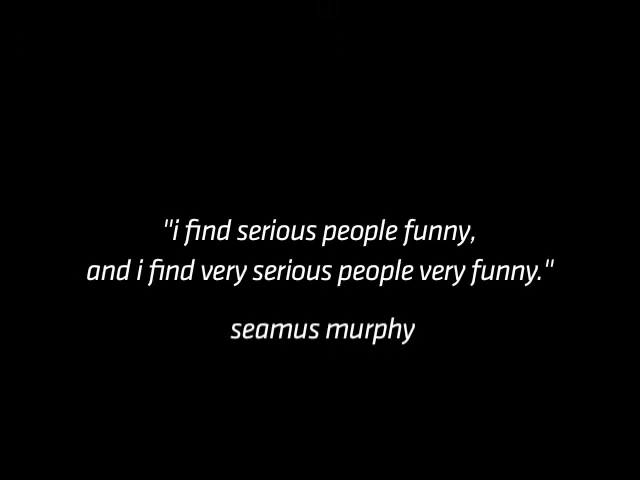 "i find serious people funny,
and i find very serious people very funny."
seamus murphy